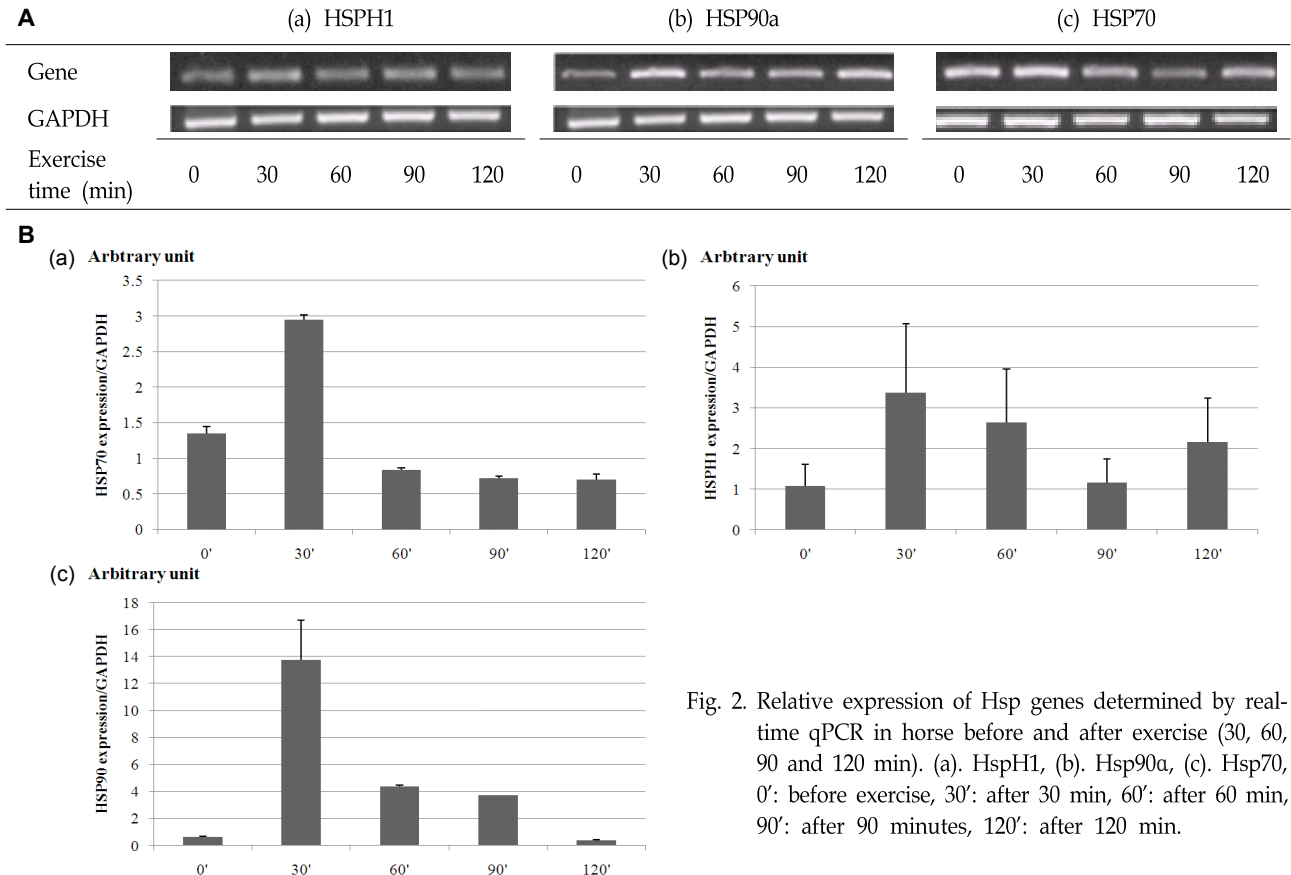 A
(a) HSPH1
(b) HSP90a
(c) HSP70
Gene
GAPDH
Exercise
time (min)
0 30 60 90 120
0 30 60 90 120
0 30 60 90 120
B
(a) Arbtrary unit
HSP70 expression/GAPDH
3.5
3
2.5
2
1.5
1
0.5
0
0' 30' 60' 90' 120'
(b) Arbtrary unit
HSPH1 expression/GAPDH
6
5
4
3
2
1
0
0' 30' 60' 90' 120'
(c) Arbitrary unit
HSP90 expression/GAPDH
18
16
14
12
10
8
6
4
2
0
0' 30' 60' 90' 120'
Fig. 2. Relative expression of Hsp genes determined by real-
time qPCR in horse before and after exercise (30, 60,
90 and 120 min). (a). HspH1, (b). Hsp90α, (c). Hsp70,
0’: before exercise, 30’: after 30 min, 60’: after 60 min,
90’: after 90 minutes, 120’: after 120 min.